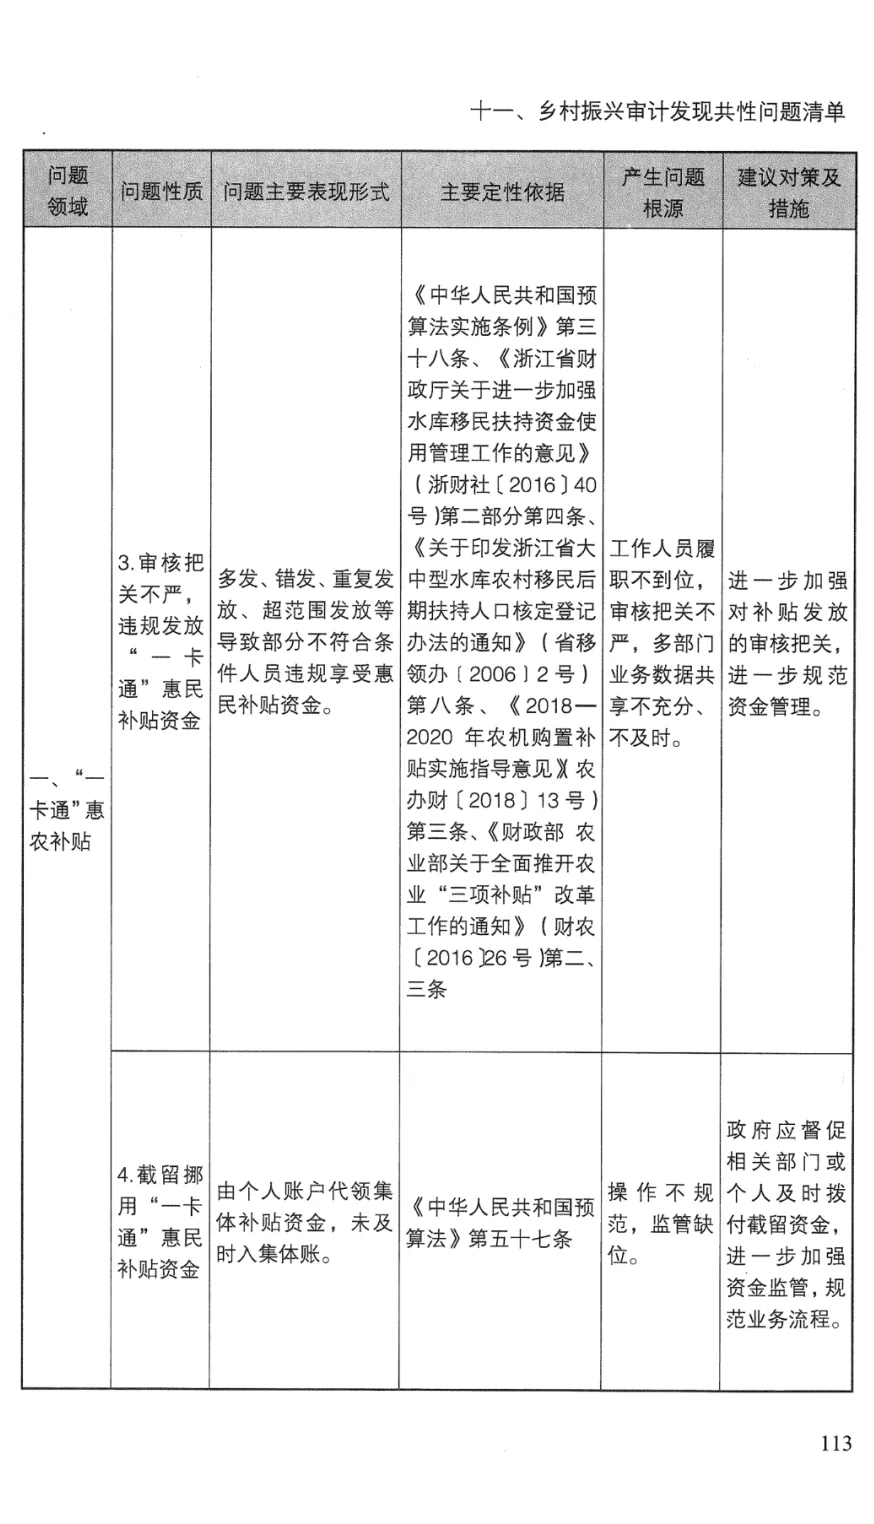 十一、乡村振兴审计发现共性问题清单
问题
领域
问题性质
问题主要表现形式
主要定性依据
产生问题
根源
建议对策及
措施
一、“一
卡通”惠
农补贴
3.审核把
关不严，
违规发放
“一卡
通”惠民
补贴资金
多发、错发、重复发
放、超范围发放等
导致部分不符合条
件人员违规享受惠
民补贴资金。
《中华人民共和国预
算法实施条例》第三
十八条、《浙江省财
政厅关于进一步加强
水库移民扶持资金使
用管理工作的意见》
（浙财社〔2016〕40
号）第二部分第四条、
《关于印发浙江省大
中型水库农村移民后
期扶持人口核定登记
办法的通知》（省移
领办〔2006〕2号）
第八条、《2018—
2020 年农机购置补
贴实施指导意见》（农
办财〔2018〕13号）
第三条、《财政部 农
业部关于全面推开农
业“三项补贴”改革
工作的通知》（财农
〔2016〕26号）第二、
三条
工作人员履
职不到位，
审核把关不
严，多部门
业务数据共
享不充分、
不及时。
进一步加强
对补贴发放
的审核把关，
进一步规范
资金管理。
4.截留挪
用“一卡
通”惠民
补贴资金
由个人账户代领集
体补贴资金，未及
时入集体账。
《中华人民共和国预
算法》第五十七条
操作不规
范，监管缺
位。
政府应督促
相关部门或
个人及时拨
付截留资金，
进一步加强
资金监管，规
范业务流程。
113